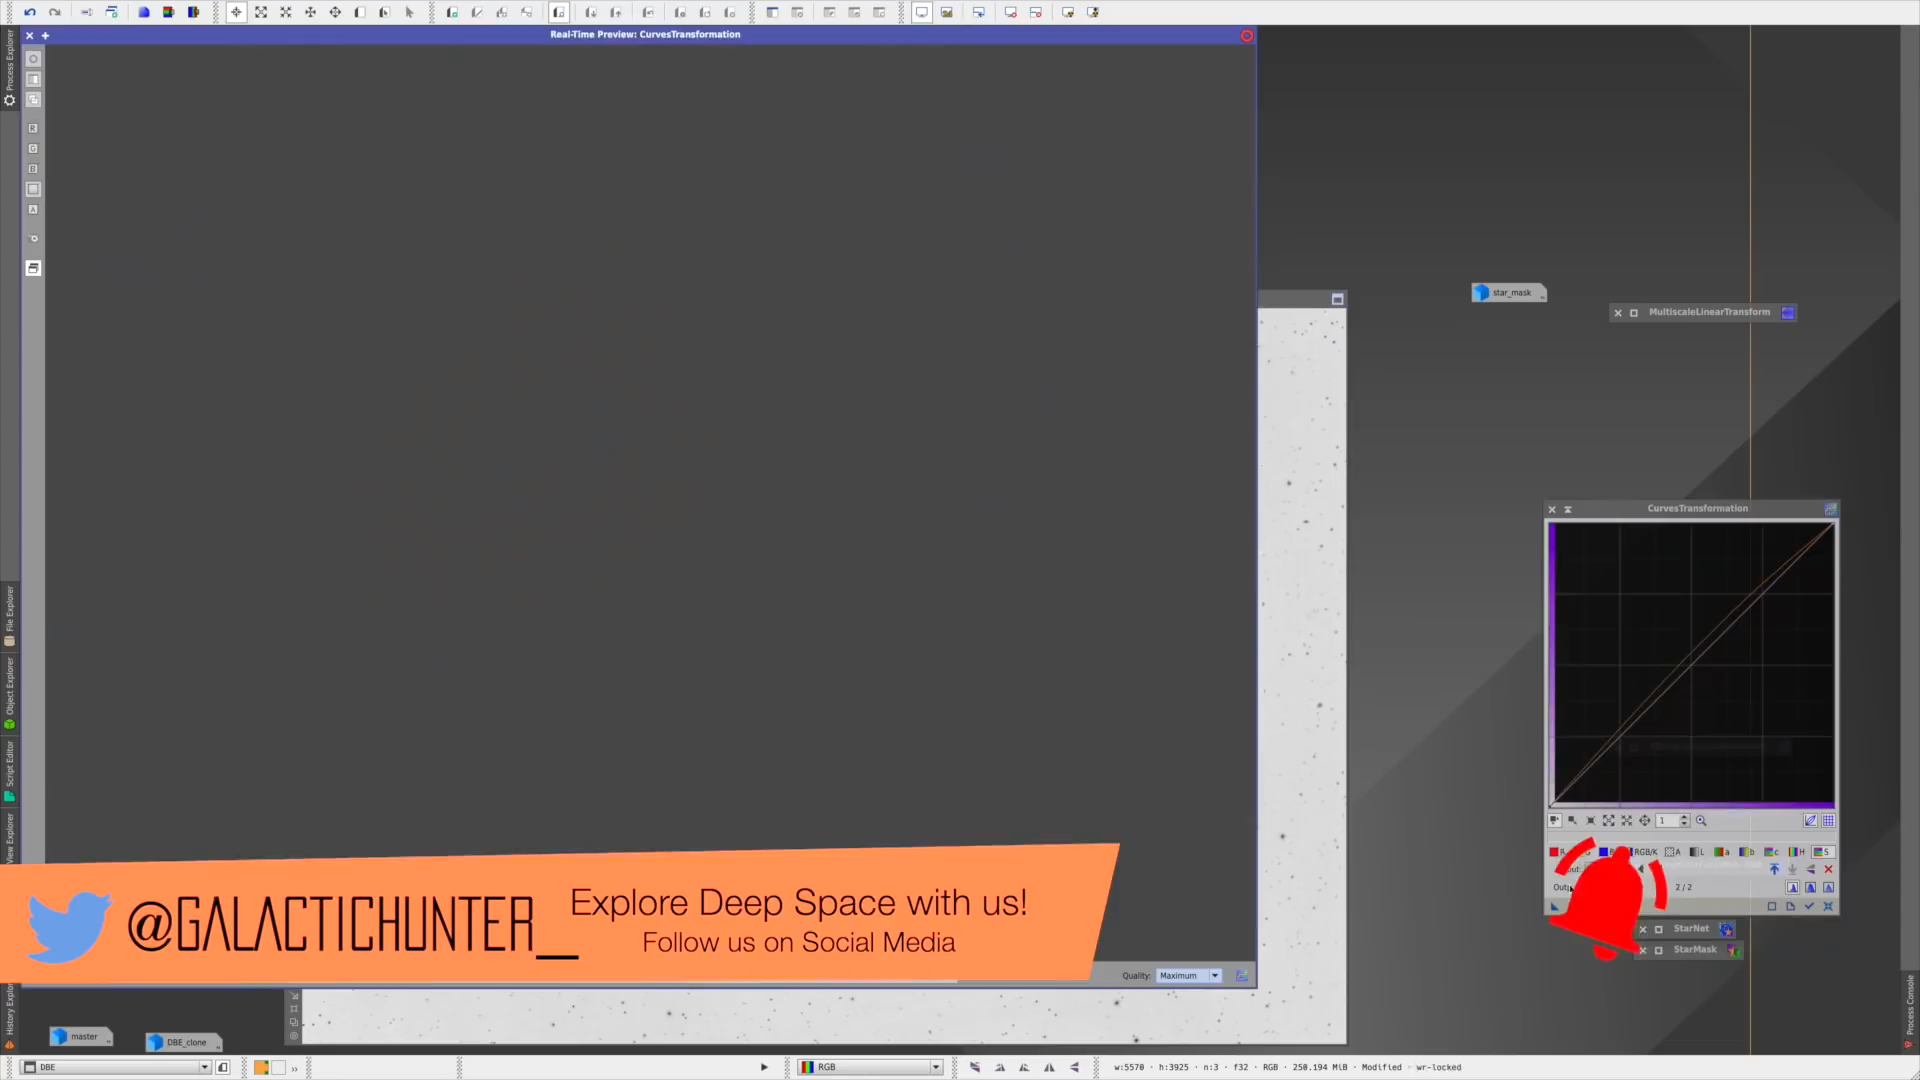 Real-Time Preview: CurvesTransformation
Process Explorer
R
G
B
A
star_mask
MultiscaleLinearTransform
CurvesTransformation
File Explorer
Object Explorer
Script Editor
View Explorer
1
RGB/K
A
L
a
b
c
H
S
2 / 2
StarNet
StarMask
@GALACTICHUNTER_
Explore Deep Space with us!
Follow us on Social Media
Quality: Maximum
Process Console
master
DBE_clone
DBE
RGB
w:5570 · h:3925 · n:3 · f32 · RGB · 250.194 MiB · Modified · wr-locked